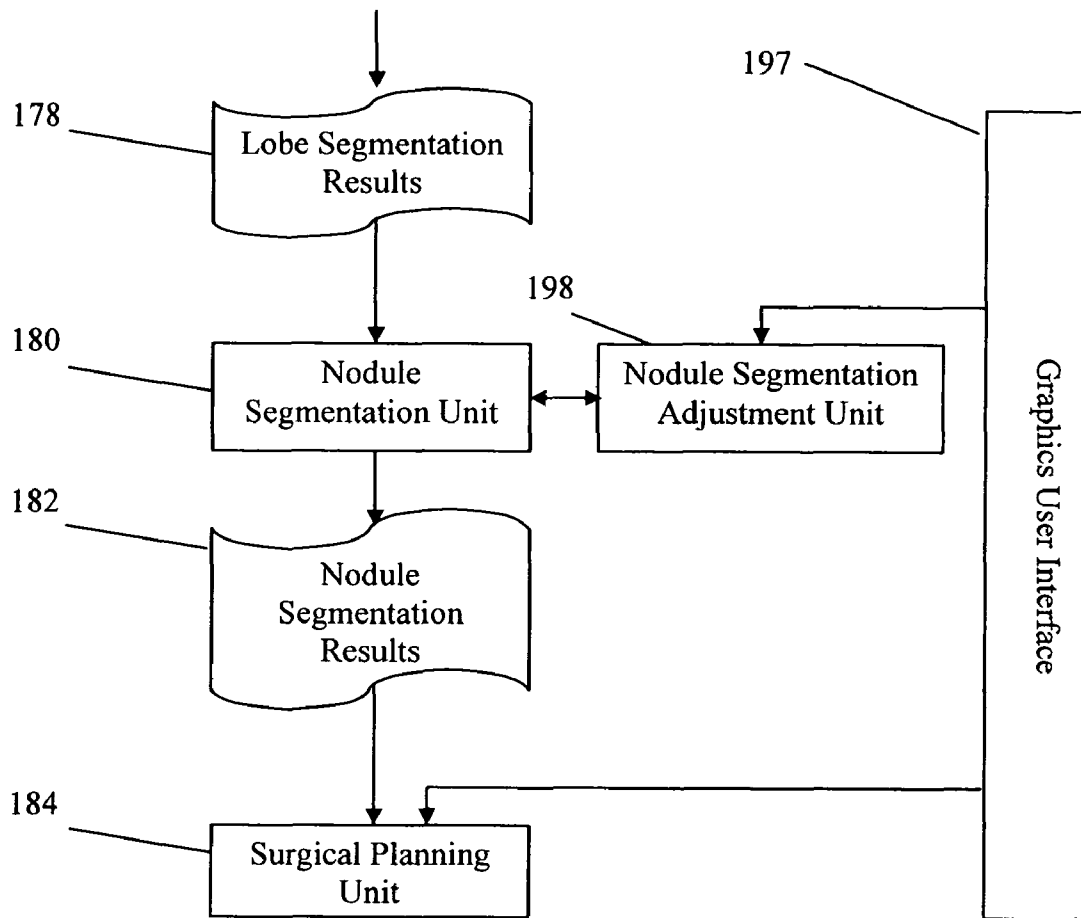 197
178
Lobe Segmentation
Results
198
180
Nodule
Segmentation Unit
Nodule Segmentation
Adjustment Unit
Graphics User Interface
182
Nodule
Segmentation
Results
184
Surgical Planning
Unit